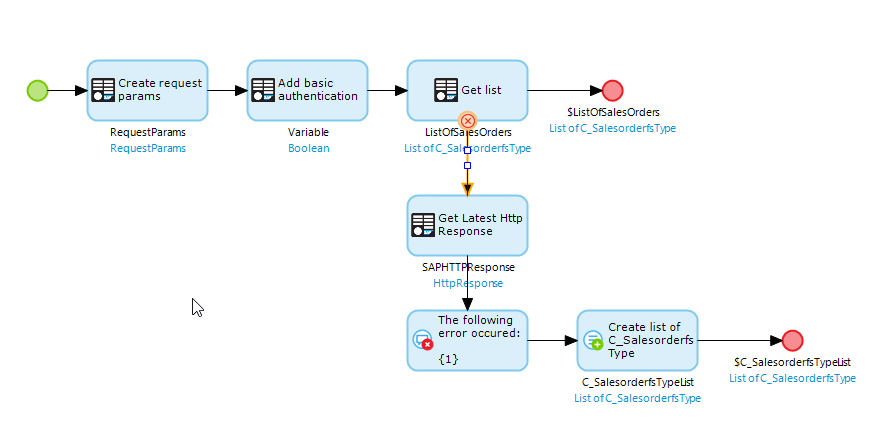 Create request
params
RequestParams
RequestParams
Add basic
authentication
Variable
Boolean
Get list
ListOfSalesOrders
List of C_SalesorderfsType
$ListOfSalesOrders
List of C_SalesorderfsType
Get Latest Http
Response
SAPHTTPResponse
HttpResponse
The following
error occured:
{1}
Create list of
C_Salesorderfs
Type
C_SalesorderfsTypeList
List of C_SalesorderfsType
$C_SalesorderfsTypeList
List of C_SalesorderfsType